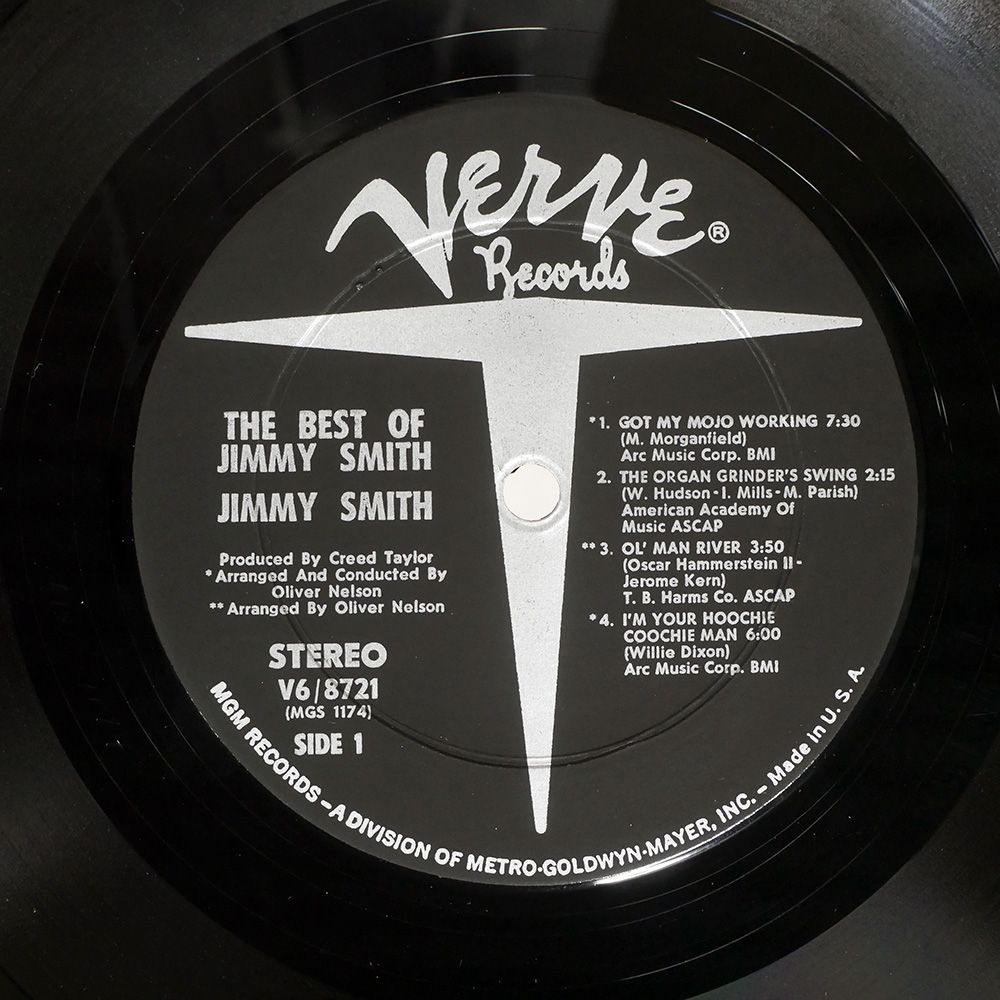 Verve ®
Records
THE BEST OF
JIMMY SMITH
JIMMY SMITH
Produced By Creed Taylor
*Arranged And Conducted By
Oliver Nelson
**Arranged By Oliver Nelson
STEREO
V6/8721
(MGS 1174)
SIDE 1
*1. GOT MY MOJO WORKING 7:30
(M. Morganfield)
Arc Music Corp. BMI
2. THE ORGAN GRINDER'S SWING 2:15
(W. Hudson-I. Mills-M. Parish)
American Academy Of
Music ASCAP
**3. OL' MAN RIVER 3:50
(Oscar Hammerstein II-
Jerome Kern)
T. B. Harms Co. ASCAP
*4. I'M YOUR HOOCHIE
COOCHIE MAN 6:00
(Willie Dixon)
Arc Music Corp. BMI
MGM RECORDS – A DIVISION OF METRO-GOLDWYN-MAYER, INC. – Made in U. S. A.